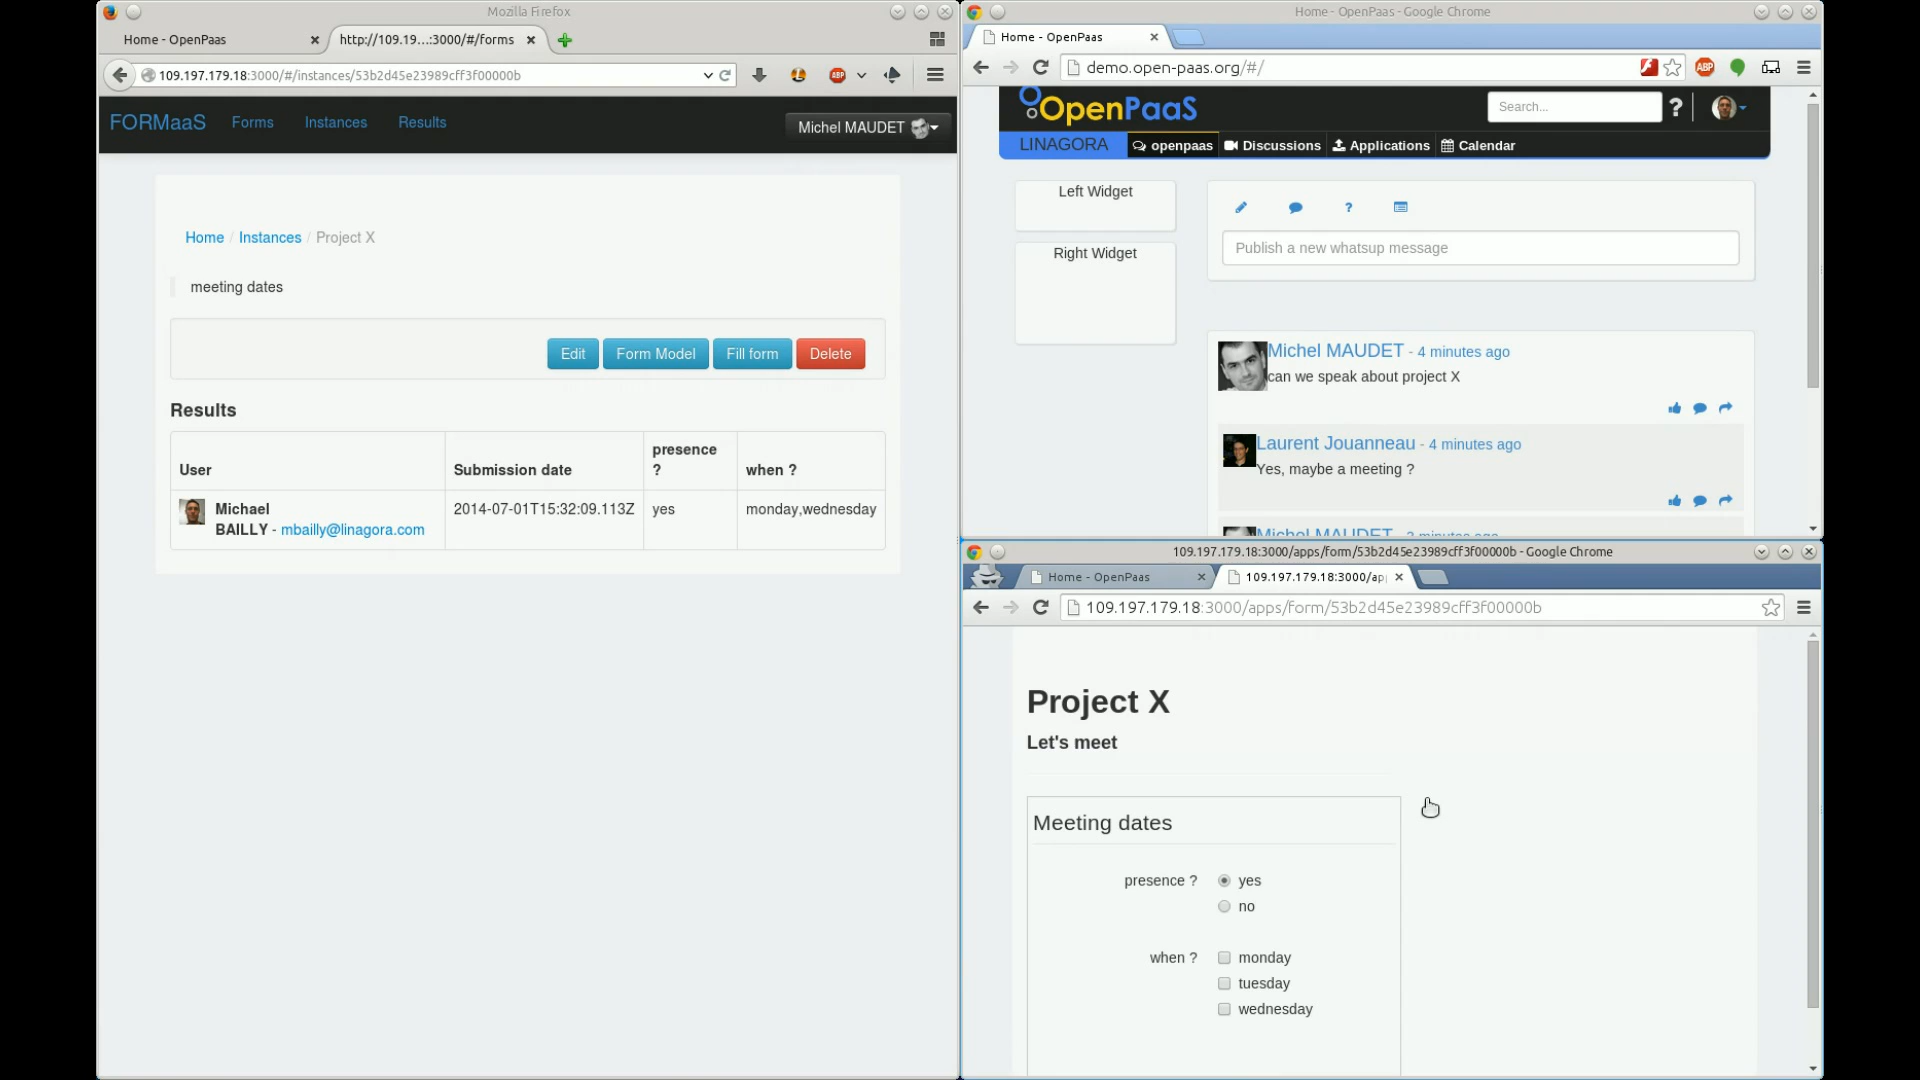 Mozilla Firefox
Home - OpenPaas
http://109.19...:3000/#/forms
109.197.179.18:3000/#/instances/53b2d45e23989cff3f00000b
ABP
FORMaaS
Forms
Instances
Results
Michel MAUDET
Home / Instances / Project X
meeting dates
Edit
Form Model
Fill form
Delete
Results
User
Submission date
presence
?
when ?
Michael
BAILLY - mbailly@linagora.com
2014-07-01T15:32:09.113Z
yes
monday,wednesday
Home - OpenPaas - Google Chrome
Home - OpenPaas
demo.open-paas.org/#/
ABP
OpenPaaS
Search...
?
LINAGORA
openpaas
Discussions
Applications
Calendar
Left Widget
Right Widget
?
Publish a new whatsup message
Michel MAUDET - 4 minutes ago
can we speak about project X
Laurent Jouanneau - 4 minutes ago
Yes, maybe a meeting ?
Michel MAUDET - 3 minutes ago
109.197.179.18:3000/apps/form/53b2d45e23989cff3f00000b - Google Chrome
Home - OpenPaas
109.197.179.18:3000/ap
109.197.179.18:3000/apps/form/53b2d45e23989cff3f00000b
Project X
Let's meet
Meeting dates
presence ?
yes
no
when ?
monday
tuesday
wednesday